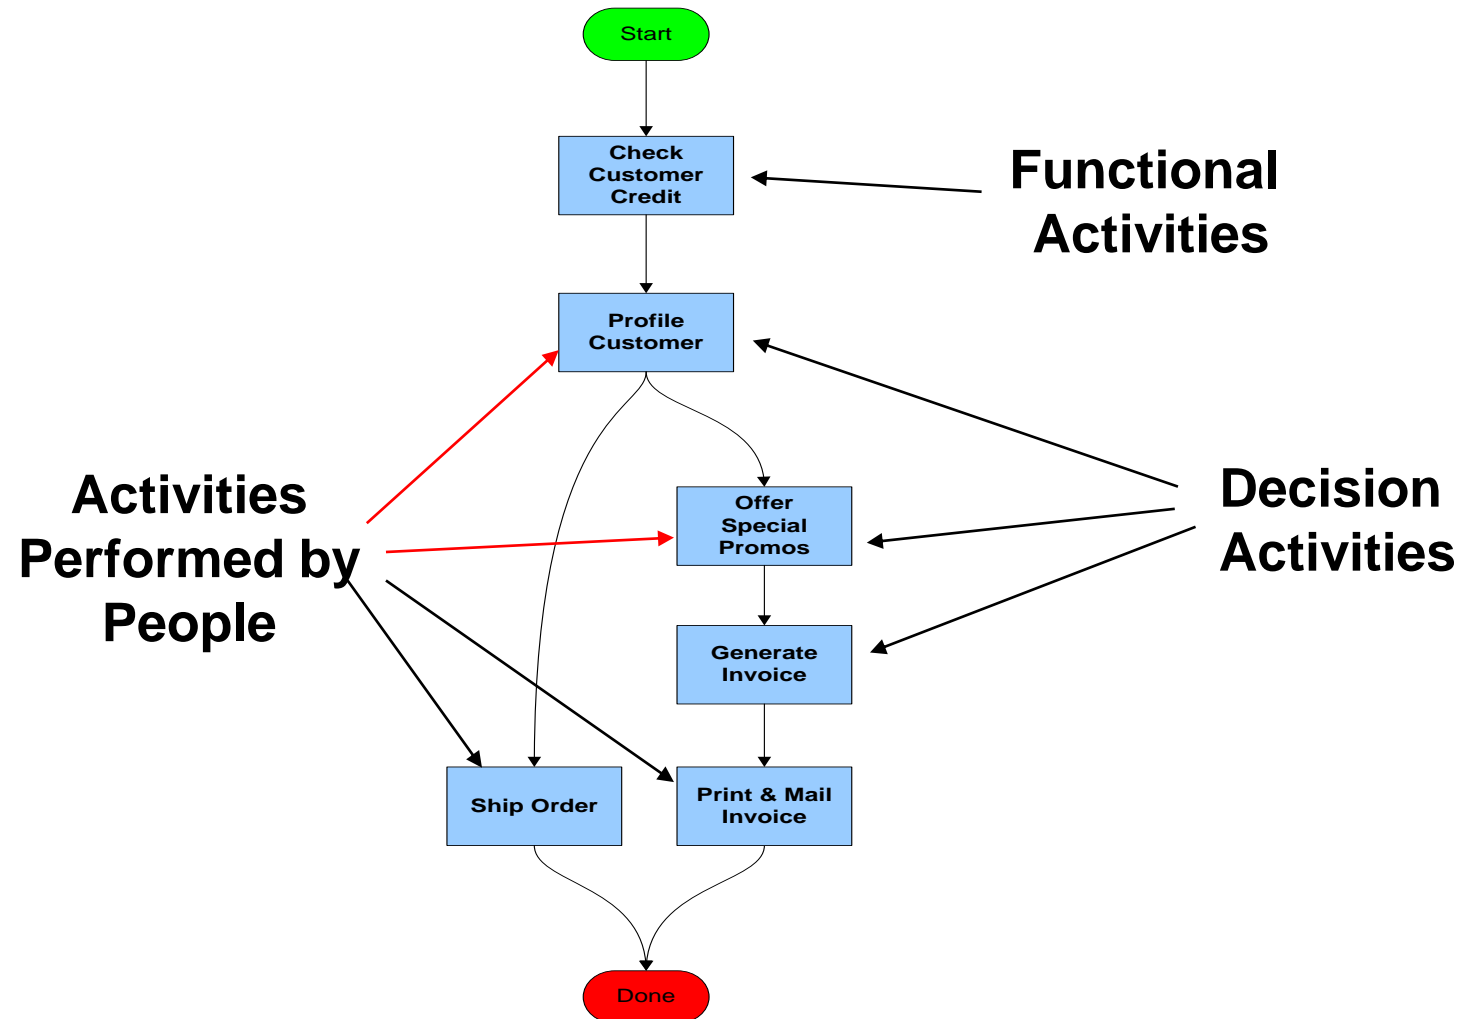 Start
Check
Customer
Credit
Functional
Activities
Profile
Customer
Activities
Performed by
People
Offer
Special
Promos
Decision
Activities
Generate
Invoice
Ship Order
Print & Mail
Invoice
Done